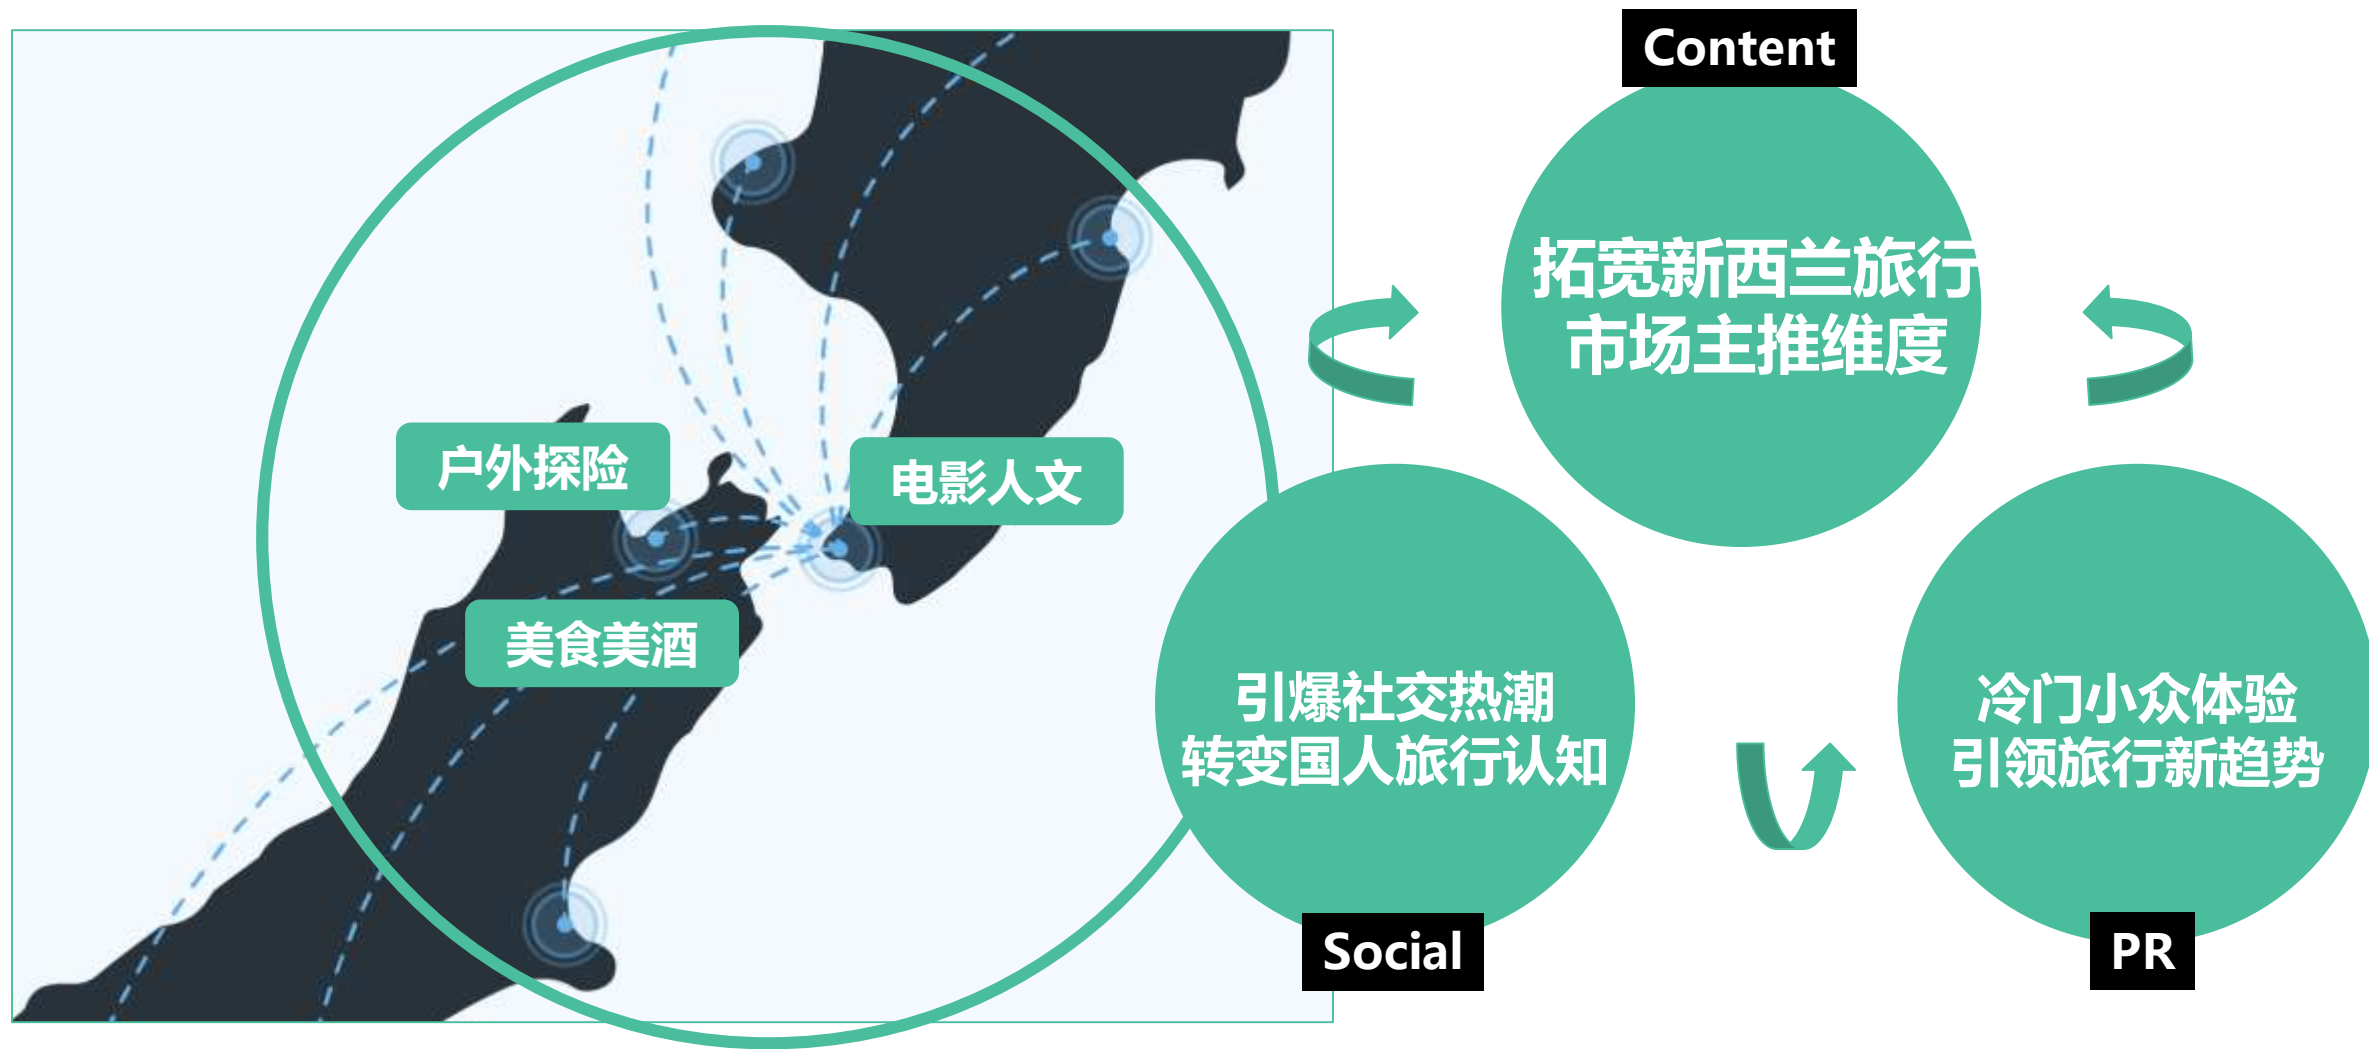 户外探险
电影人文
美食美酒
Content
拓宽新西兰旅行
市场主推维度
引爆社交热潮
转变国人旅行认知
Social
冷门小众体验
引领旅行新趋势
PR